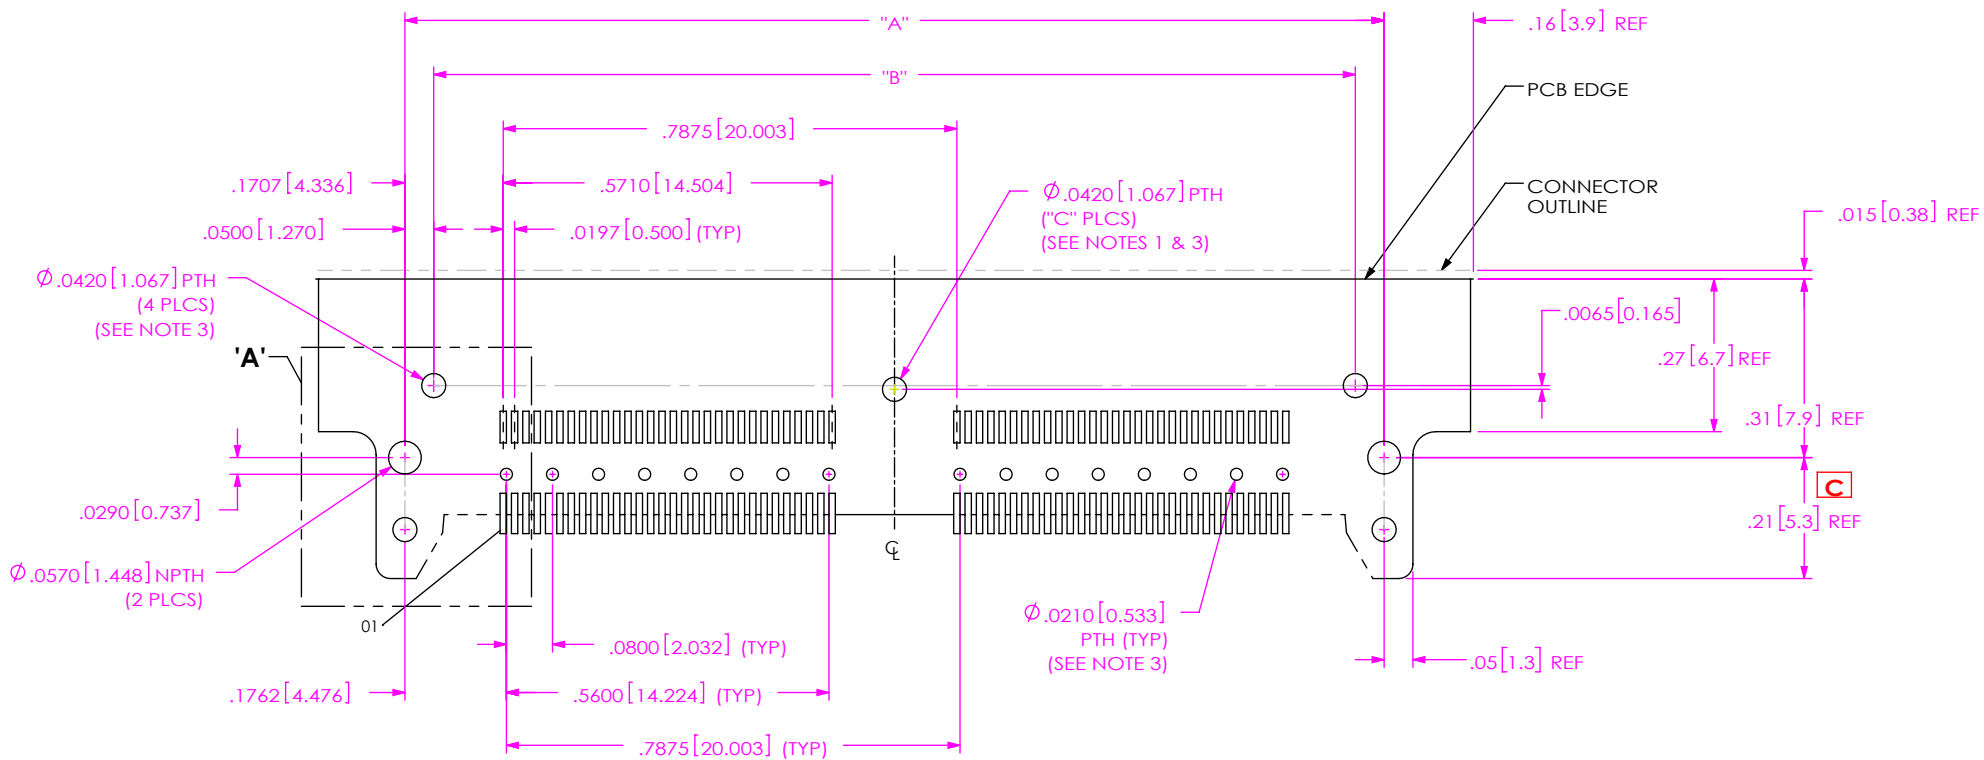 "A"
.16[3.9] REF
"B"
PCB EDGE
.7875[20.003]
.1707[4.336]
.5710[14.504]
Ø.0420[1.067]PTH
("C" PLCS)
(SEE NOTES 1 & 3)
CONNECTOR
OUTLINE
.015[0.38] REF
.0500[1.270]
.0197[0.500](TYP)
Ø.0420[1.067]PTH
(4 PLCS)
(SEE NOTE 3)
.0065[0.165]
'A'
.27[6.7]REF
.31[7.9] REF
C
.0290[0.737]
.21[5.3] REF
℄
Ø.0570[1.448]NPTH
(2 PLCS)
01
Ø.0210[0.533]
PTH (TYP)
(SEE NOTE 3)
.0800[2.032] (TYP)
.05[1.3] REF
.1762[4.476]
.5600[14.224] (TYP)
.7875[20.003] (TYP)